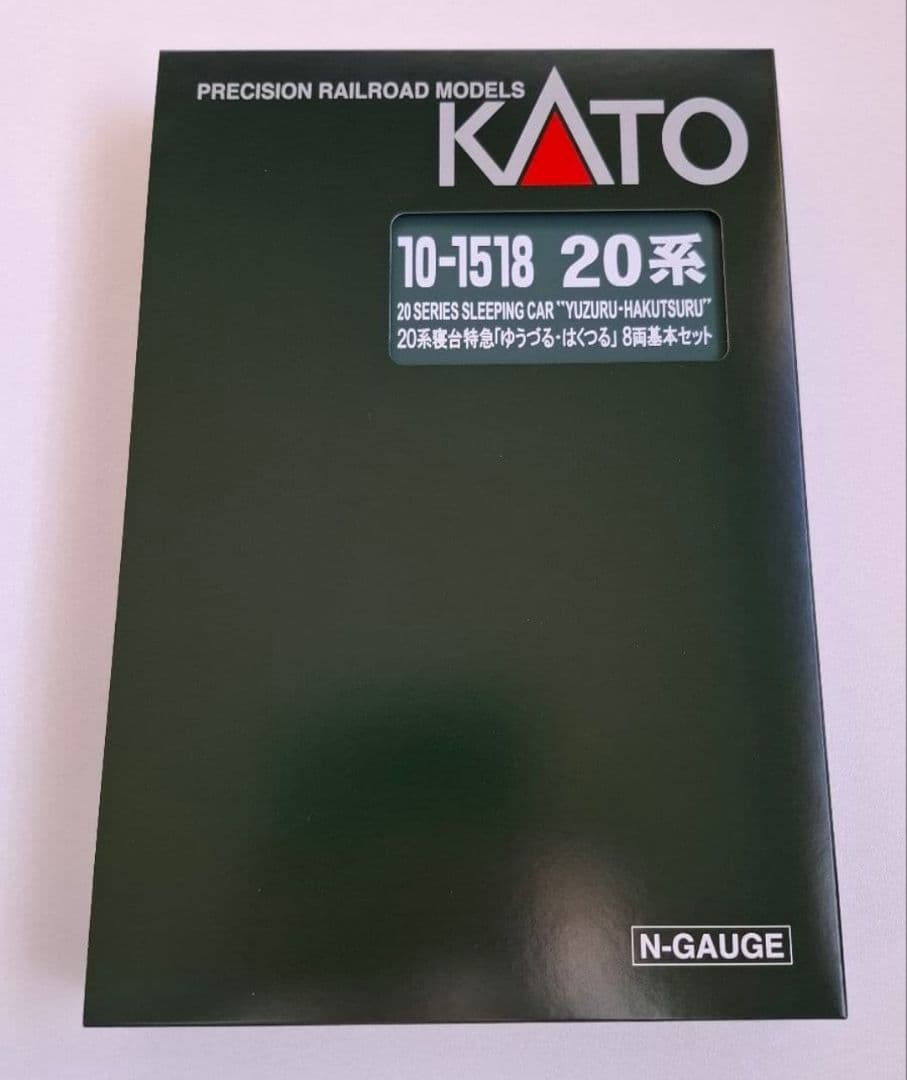 PRECISION RAILROAD MODELS
KATO
10-1518 20系
20 SERIES SLEEPING CAR "YUZURU·HAKUTSURU"
20系寝台特急「ゆうづる・はくつる」8両基本セット
N-GAUGE